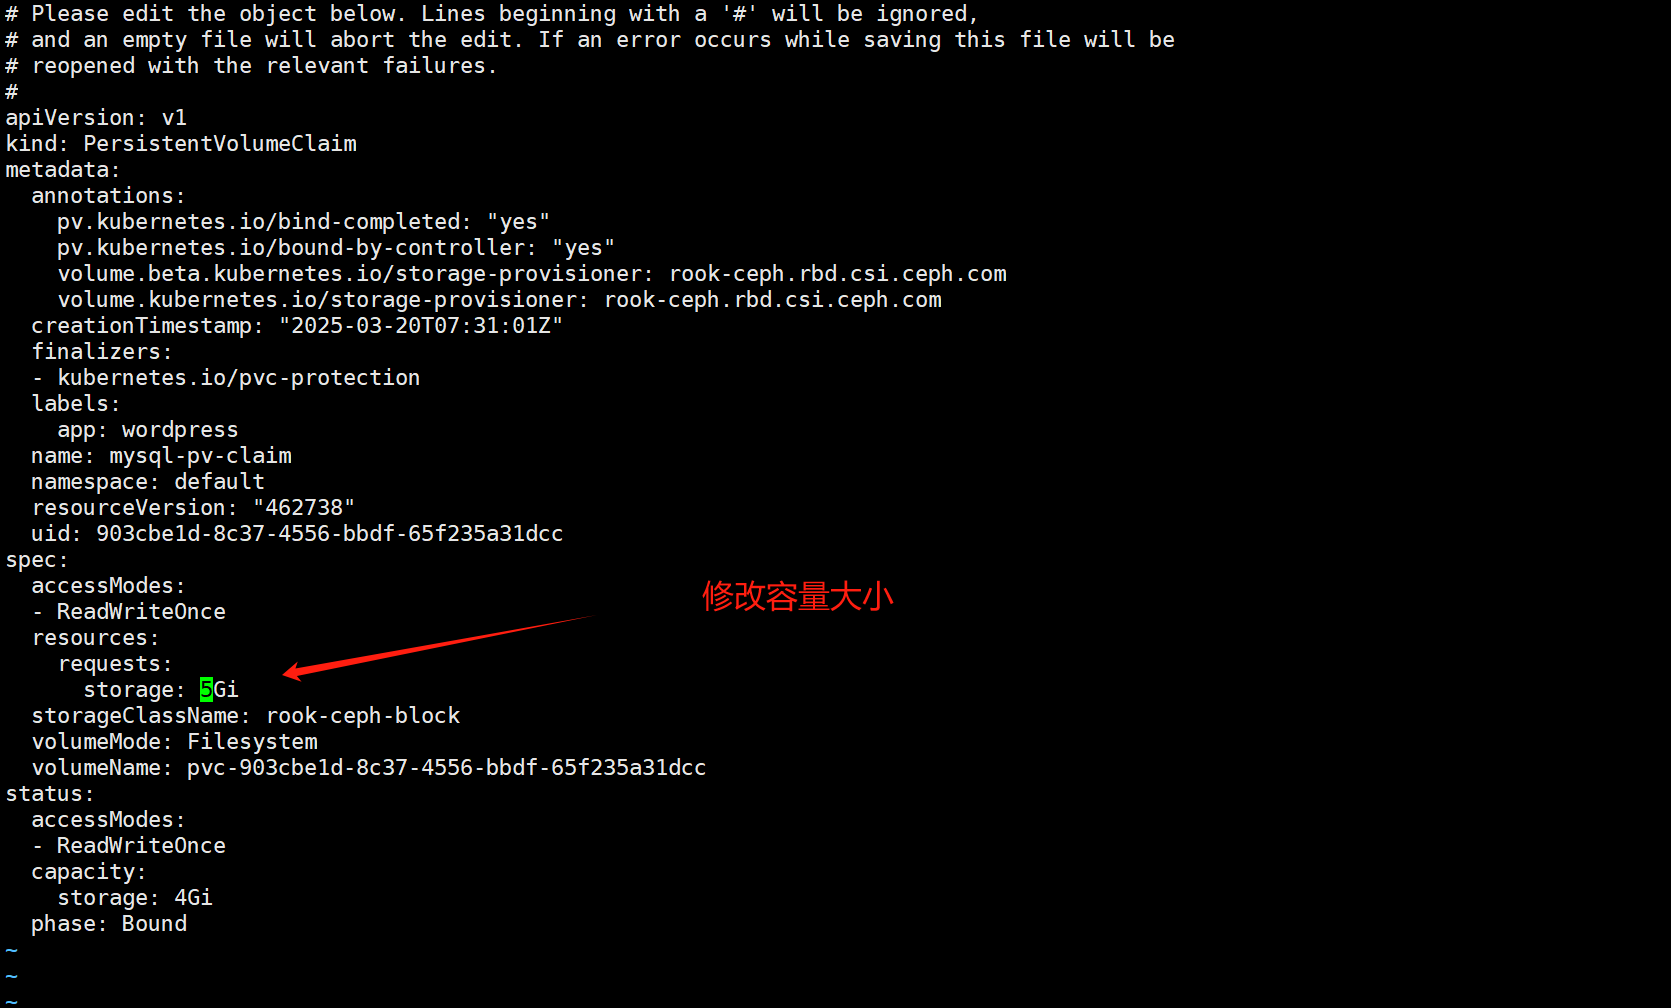 # Please edit the object below. Lines beginning with a '#' will be ignored,
# and an empty file will abort the edit. If an error occurs while saving this file will be
# reopened with the relevant failures.
#
apiVersion: v1
kind: PersistentVolumeClaim
metadata:
  annotations:
    pv.kubernetes.io/bind-completed: "yes"
    pv.kubernetes.io/bound-by-controller: "yes"
    volume.beta.kubernetes.io/storage-provisioner: rook-ceph.rbd.csi.ceph.com
    volume.kubernetes.io/storage-provisioner: rook-ceph.rbd.csi.ceph.com
  creationTimestamp: "2025-03-20T07:31:01Z"
  finalizers:
  - kubernetes.io/pvc-protection
  labels:
    app: wordpress
  name: mysql-pv-claim
  namespace: default
  resourceVersion: "462738"
  uid: 903cbe1d-8c37-4556-bbdf-65f235a31dcc
spec:
  accessModes:
  - ReadWriteOnce
修改容量大小
  resources:
    requests:
      storage: 5Gi
  storageClassName: rook-ceph-block
  volumeMode: Filesystem
  volumeName: pvc-903cbe1d-8c37-4556-bbdf-65f235a31dcc
status:
  accessModes:
  - ReadWriteOnce
  capacity:
    storage: 4Gi
  phase: Bound
~
~
~